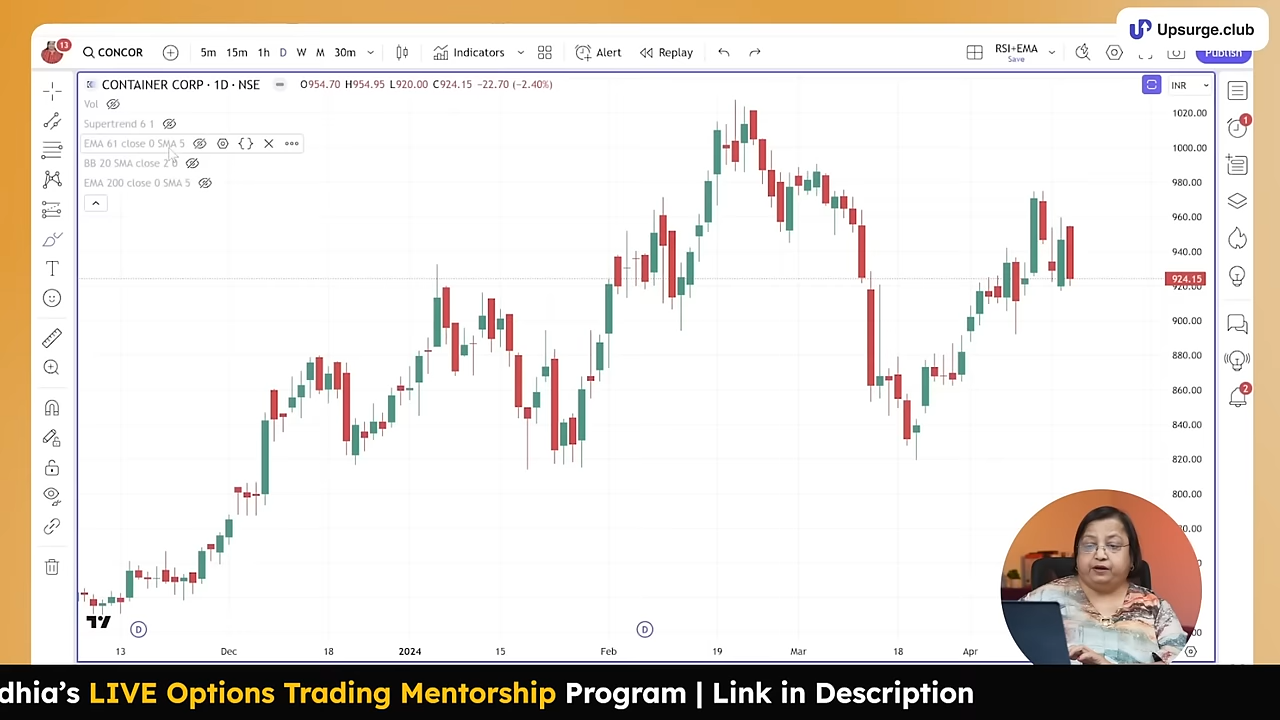 Upsurge.club
13
CONCOR
5m 15m 1h D W M 30m
Indicators
Alert
Replay
RSI+EMA
Save
Publish
CONTAINER CORP · 1D · NSE
O954.70 H954.95 L920.00 C924.15 −22.70 (−2.40%)
INR
Vol
Supertrend 6 1
EMA 61 close 0 SMA 5
BB 20 SMA close 2 0
EMA 200 close 0 SMA 5
1020.00
1000.00
980.00
960.00
940.00
924.15
920.00
900.00
880.00
860.00
840.00
820.00
800.00
1
2
D
D
13 Dec 18 2024 15 Feb 19 Mar 18 Apr
dhia's LIVE Options Trading Mentorship Program | Link in Description